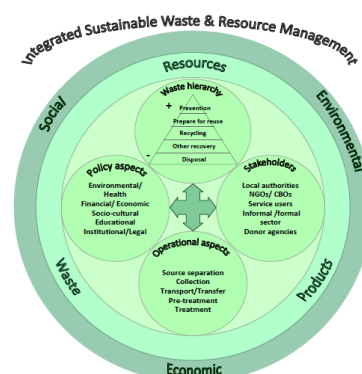 Integrated Sustainable Waste & Resource Management
Social
Environmental
Economic
Resources
Waste
Products
Waste hierarchy
+
Prevention
Prepare for reuse
Recycling
Other recovery
-
Disposal
Policy aspects
Environmental/
Health
Financial/ Economic
Socio-cultural
Educational
Institutional/Legal
Stakeholders
Local authorities
NGOs/ CBOs
Service users
Informal /formal
sector
Donor agencies
Operational aspects
Source separation
Collection
Transport/Transfer
Pre-treatment
Treatment